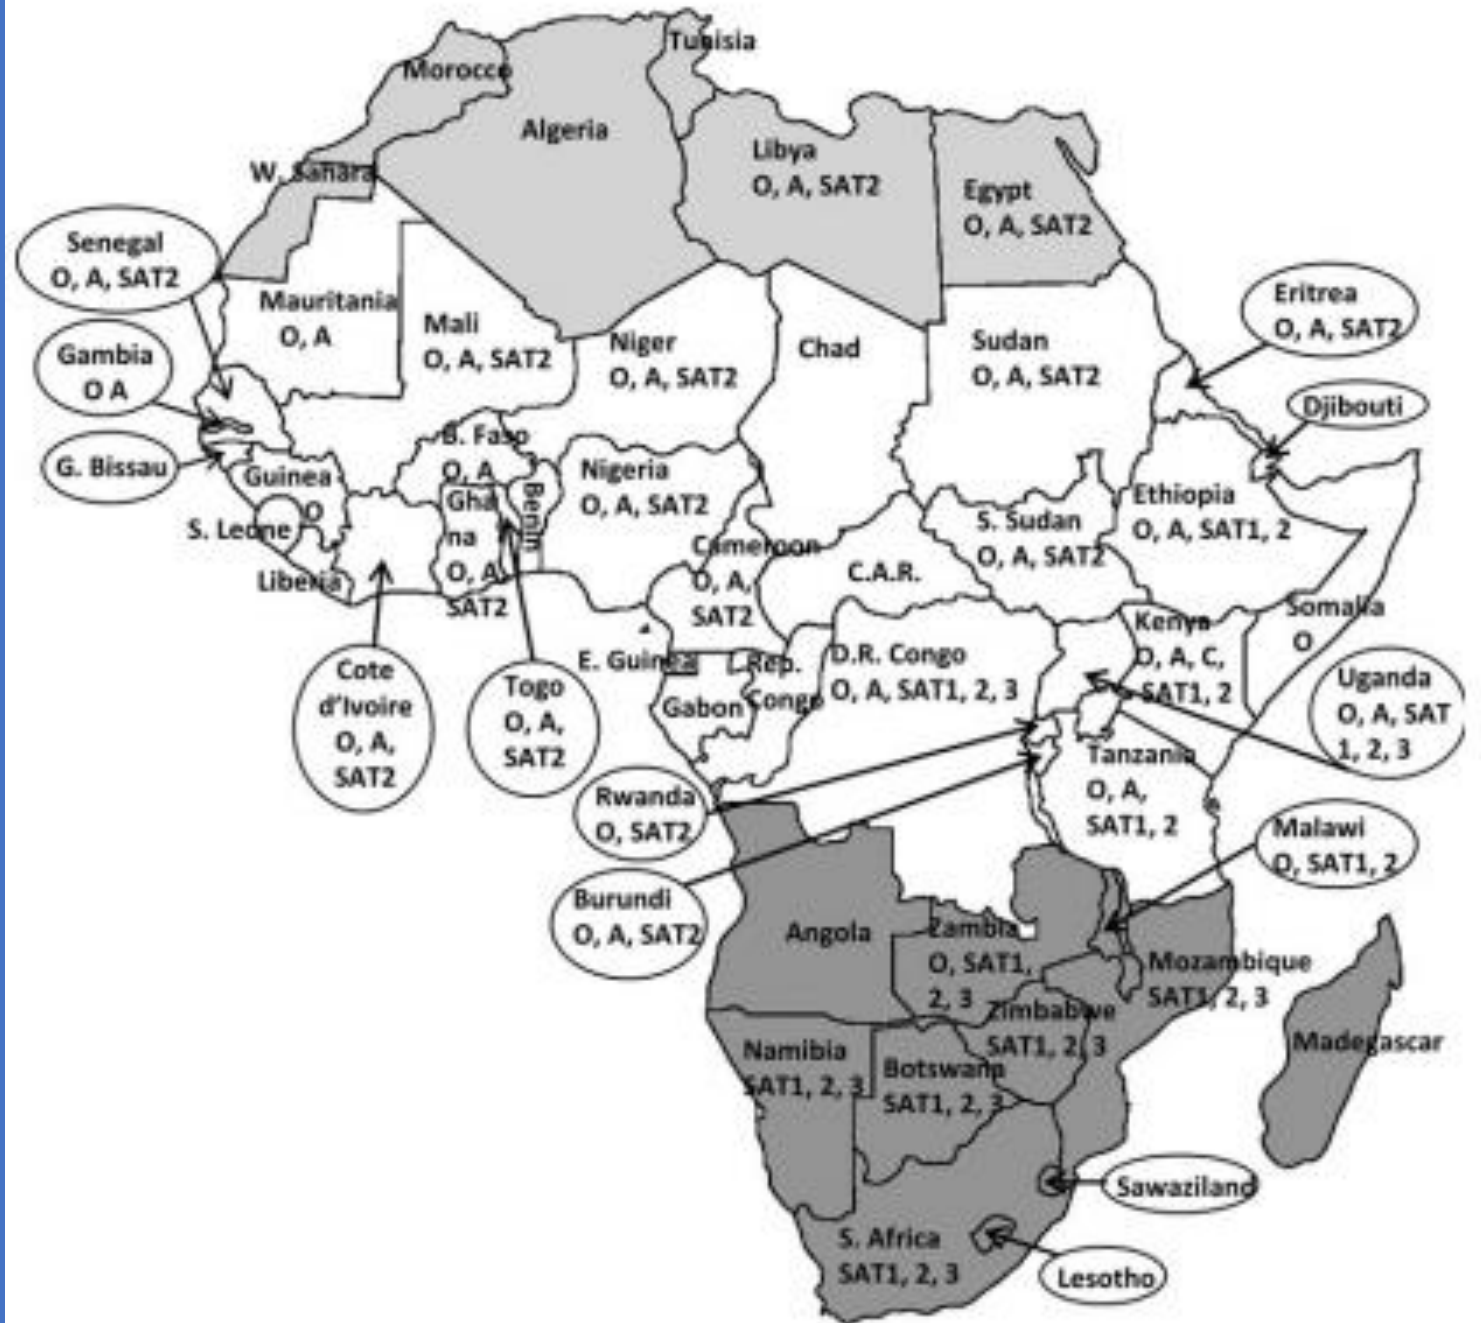 Tunisia
Morocco
Algeria
Libya
O, A, SAT2
Egypt
O, A, SAT2
W. Sahara
Senegal
O, A, SAT2
Mauritania
O, A
Mali
O, A, SAT2
Niger
O, A, SAT2
Chad
Sudan
O, A, SAT2
Eritrea
O, A, SAT2
Gambia
O A
Djibouti
G. Bissau
Guinea
O
B. Faso
O, A
Nigeria
O, A, SAT2
Benin
Gha
na
O, A,
SAT2
S. Leone
Liberia
Cameroon
O, A,
SAT2
C.A.R.
S. Sudan
O, A, SAT2
Ethiopia
O, A, SAT1, 2
Somalia
O
Kenya
O, A, C,
SAT1, 2
Uganda
O, A, SAT
1, 2, 3
Cote
d'Ivoire
O, A,
SAT2
Togo
O, A,
SAT2
E. Guinea
Gabon
Rep.
Congo
D.R. Congo
O, A, SAT1, 2, 3
Rwanda
O, SAT2
Burundi
O, A, SAT2
Tanzania
O, A,
SAT1, 2
Malawi
O, SAT1, 2
Angola
Zambia
O, SAT1,
2, 3
Mozambique
SAT1, 2, 3
Zimbabwe
SAT1, 2, 3
Namibia
SAT1, 2, 3
Botswana
SAT1, 2, 3
Madegascar
Sawaziland
S. Africa
SAT1, 2, 3
Lesotho